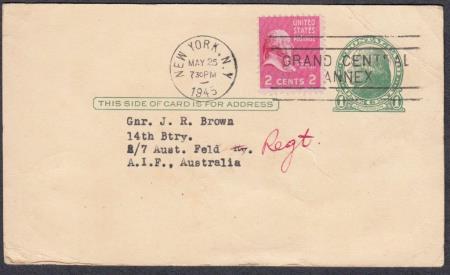 NEW YORK, N.Y.
MAY 25
7 30 PM
1945
UNITED STATES
POSTAGE
2 CENTS 2
GRAND CENTRAL
ANNEX
THIS SIDE OF CARD IS FOR ADDRESS
Gnr. J. R. Brown
14th Btry.
2/7 Aust. Feld Regt.
A.I.F., Australia